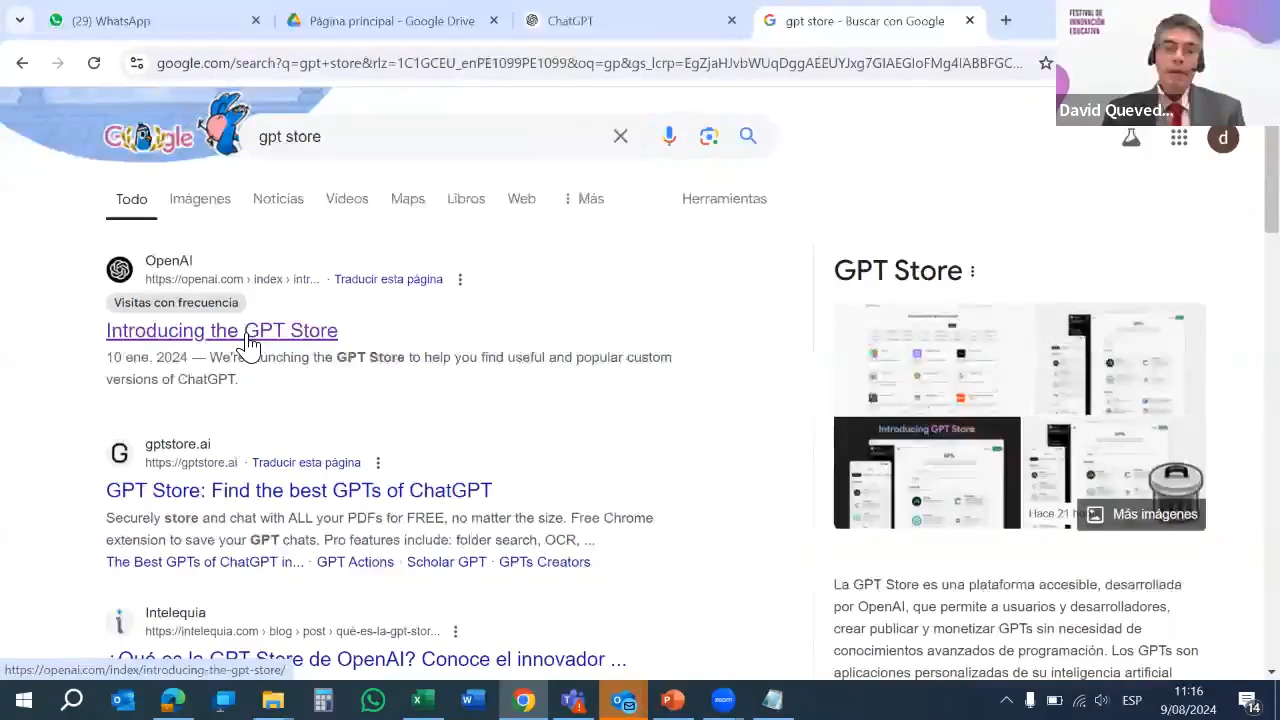 WhatsApp
Página principal - Google Drive
ChatGPT
gpt store - Buscar con Google
FESTIVAL DE
INNOVACIÓN
EDUCATIVA
David Queved...
google.com/search?q=gpt+store&rlz=1C1GCEU_
gpt store
d
Todo
Imágenes
Noticias
Videos
Maps
Libros
Web
Más
Herramientas
OpenAI
https://openai.com › index › intr... · Traducir esta página
Visitas con frecuencia
Introducing the GPT Store
10 ene. 2024 — launching the GPT Store to help you find useful and popular custom
versions of ChatGPT.
gptstore.ai
https://gptstore.ai · Traducir esta página
GPT Store: Find the best GPTs of ChatGPT
Securely store and chat with ALL your PDF for FREE, no matter the size. Free Chrome
extension to save your GPT chats. Pro features include: folder search, OCR, ...
The Best GPTs of ChatGPT in... · GPT Actions · Scholar GPT · GPTs Creators
Intelequia
https://intelequia.com › blog › post › qué-es-la-gpt-stor...
¿Qué es la GPT Store de OpenAI? Conoce el innovador ...
GPT Store
Introducing GPT Store
Hace 21 ho
Más imágenes
La GPT Store es una plataforma accesible, desarrollada
por OpenAI, que permite a usuarios y desarrolladores,
crear publicar y monetizar GPTs sin necesidad de
conocimientos avanzados de programación. Los GPTs son
aplicaciones personalizadas de su inteligencia artificial
https://openai.com/index/introducing-the-gpt-store/
ESP
11:16
9/08/2024
14